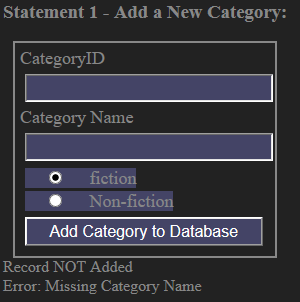 Statement 1 - Add a New Category:
CategoryID
Category Name
fiction
Non-fiction
Add Category to Database
Record NOT Added
Error: Missing Category Name